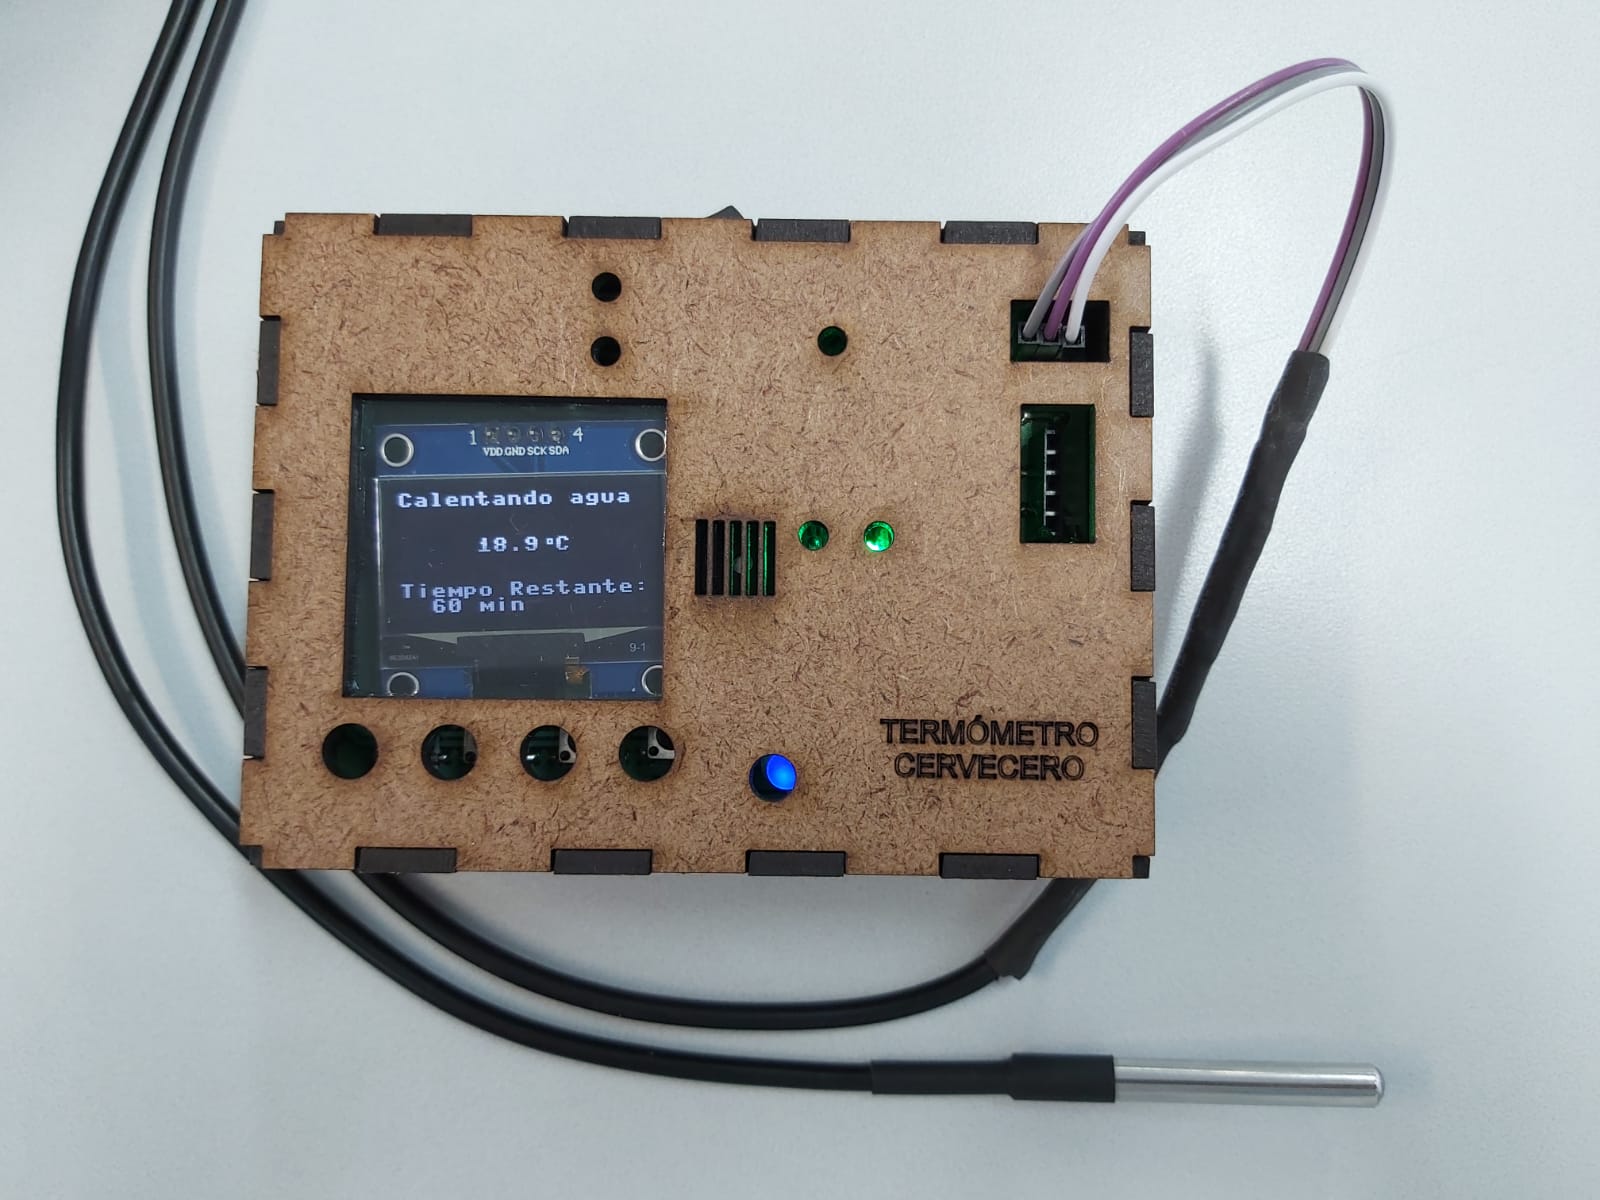 1 4
VDD GND SCK SDA
Calentando agua
18.9°C
Tiempo Restante:
60 min
9-1
TERMÓMETRO
CERVECERO